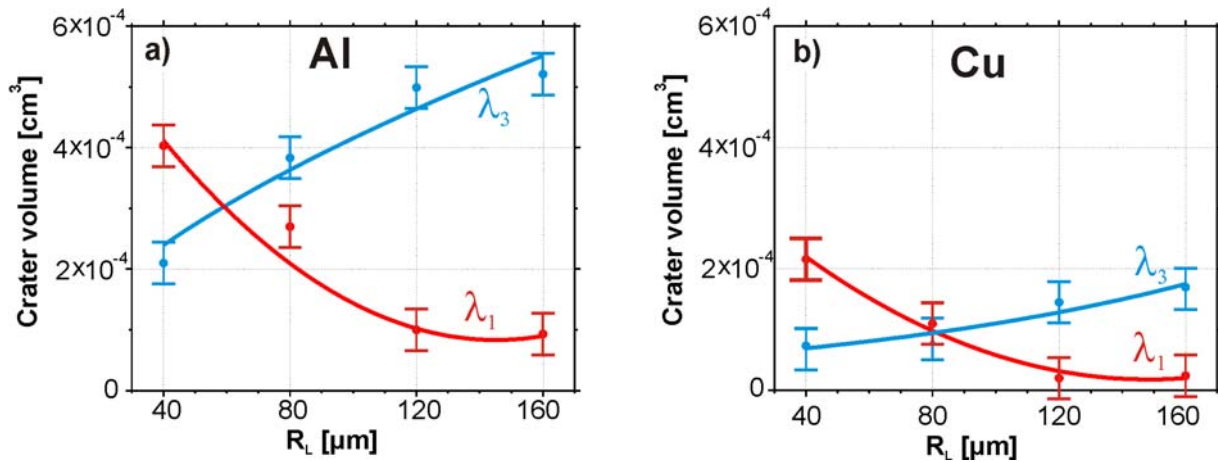 a) Al
Crater volume [cm³]
6×10⁻⁴
4×10⁻⁴
2×10⁻⁴
0
λ₃
λ₁
40 80 120 160
R_L [µm]
b) Cu
Crater volume [cm³]
6×10⁻⁴
4×10⁻⁴
2×10⁻⁴
0
λ₃
λ₁
40 80 120 160
R_L [µm]